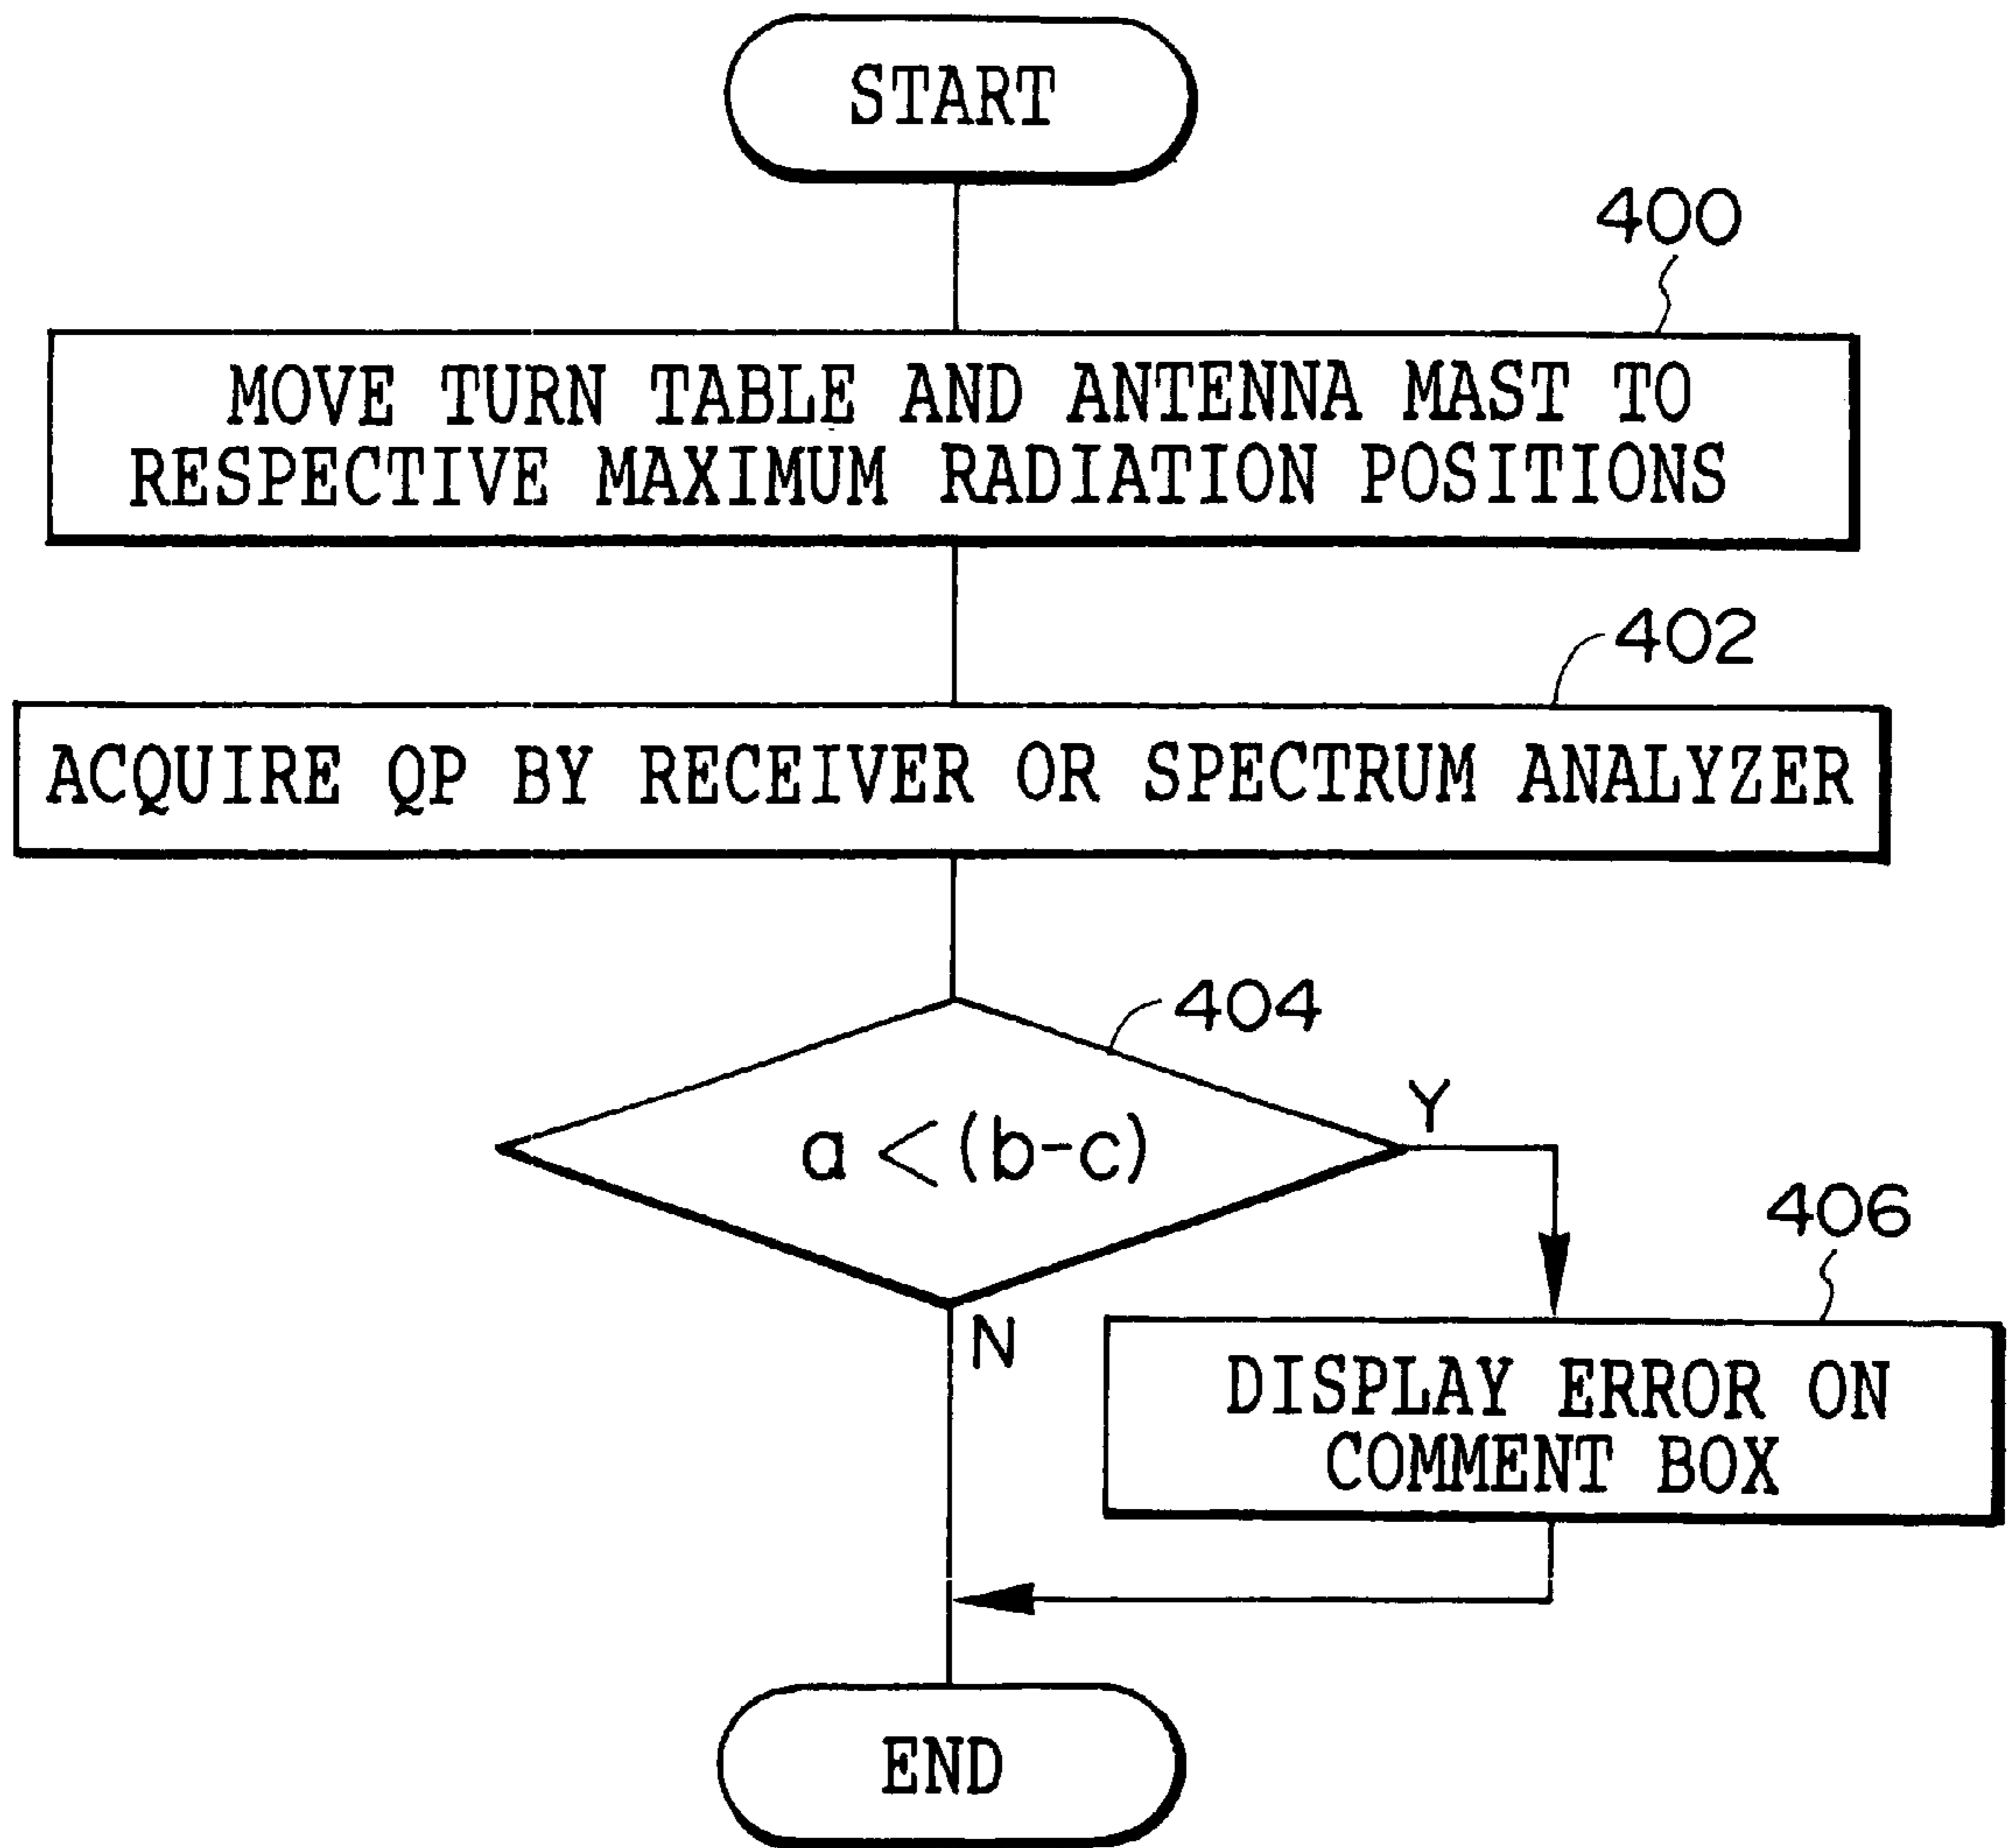 START
400
MOVE TURN TABLE AND ANTENNA MAST TO
RESPECTIVE MAXIMUM RADIATION POSITIONS
402
ACQUIRE QP BY RECEIVER OR SPECTRUM ANALYZER
404
a < (b-c)
Y
406
N
DISPLAY ERROR ON
COMMENT BOX
END